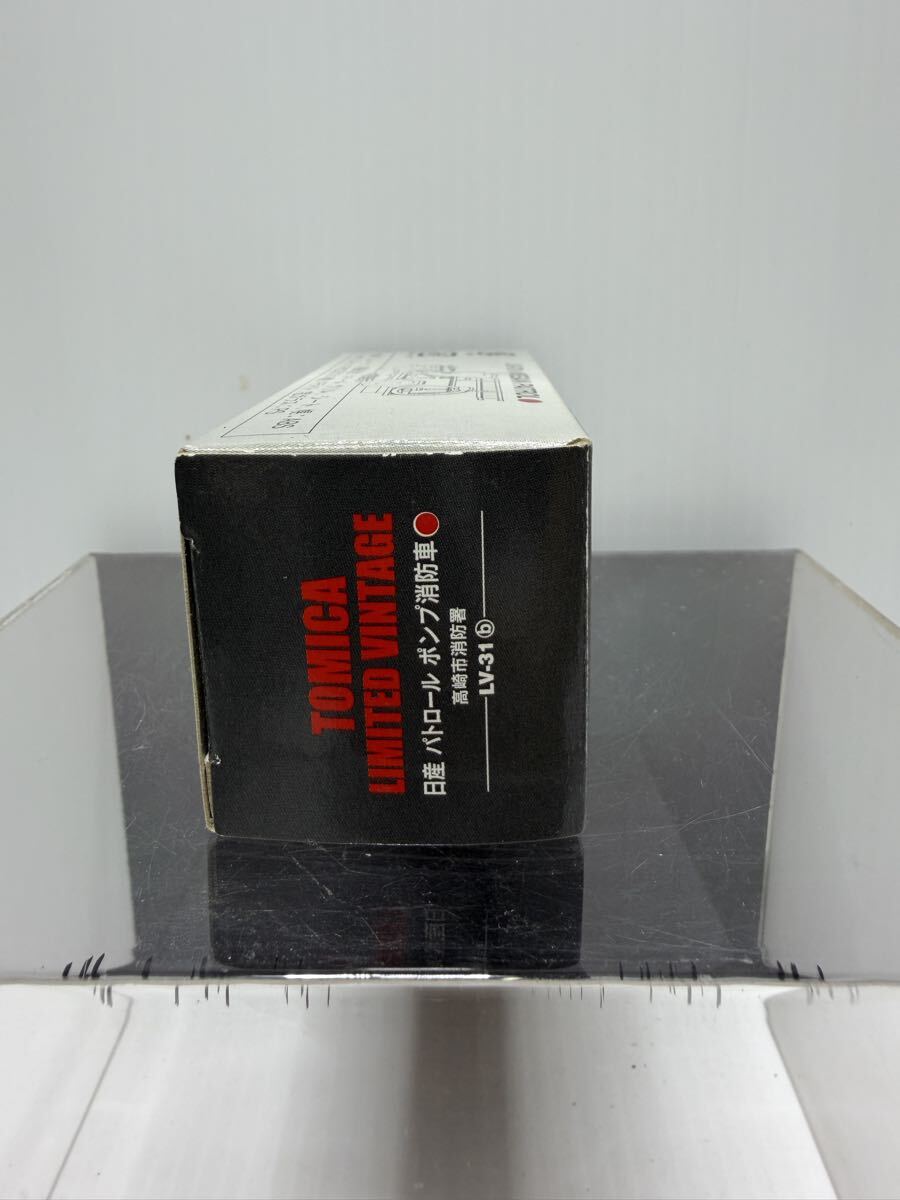 TOMICA
LIMITED VINTAGE
日産 パトロール ポンプ消防車
高崎市消防署
LV-31 ⓑ